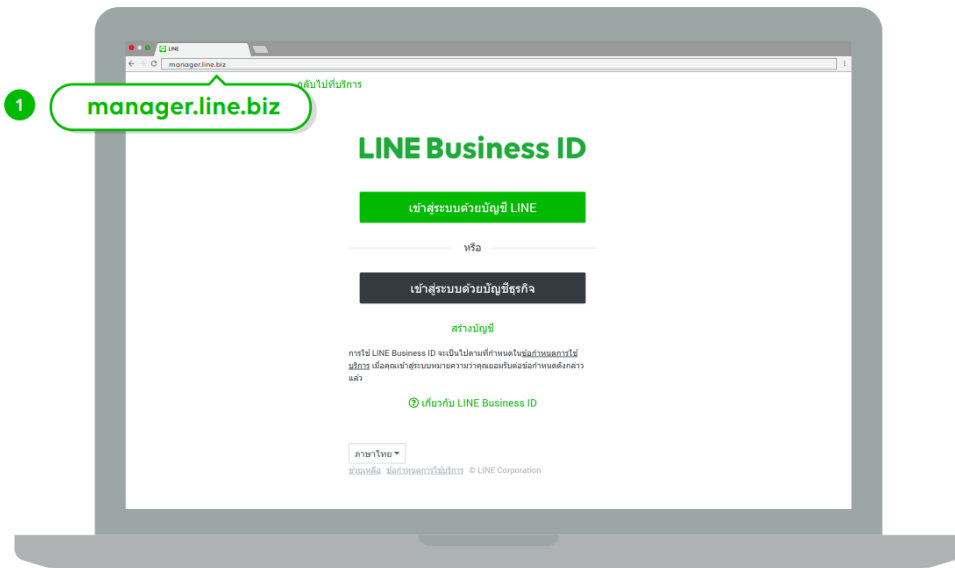 LINE
manager.line.biz
กลับไปที่บริการ
1
manager.line.biz
LINE Business ID
เข้าสู่ระบบด้วยบัญชี LINE
หรือ
เข้าสู่ระบบด้วยบัญชีธุรกิจ
สร้างบัญชี
การใช้ LINE Business ID จะเป็นไปตามที่กำหนดในข้อกำหนดการใช้
บริการ เมื่อคุณเข้าสู่ระบบหมายความว่าคุณยอมรับต่อข้อกำหนดดังกล่าว
แล้ว
? เกี่ยวกับ LINE Business ID
ภาษาไทย
ช่วยเหลือ ข้อกำหนดการใช้บริการ © LINE Corporation